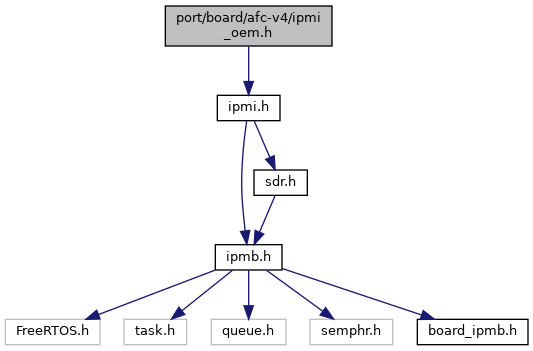 port/board/afc-v4/ipmi
_oem.h
ipmi.h
sdr.h
ipmb.h
FreeRTOS.h
task.h
queue.h
semphr.h
board_ipmb.h